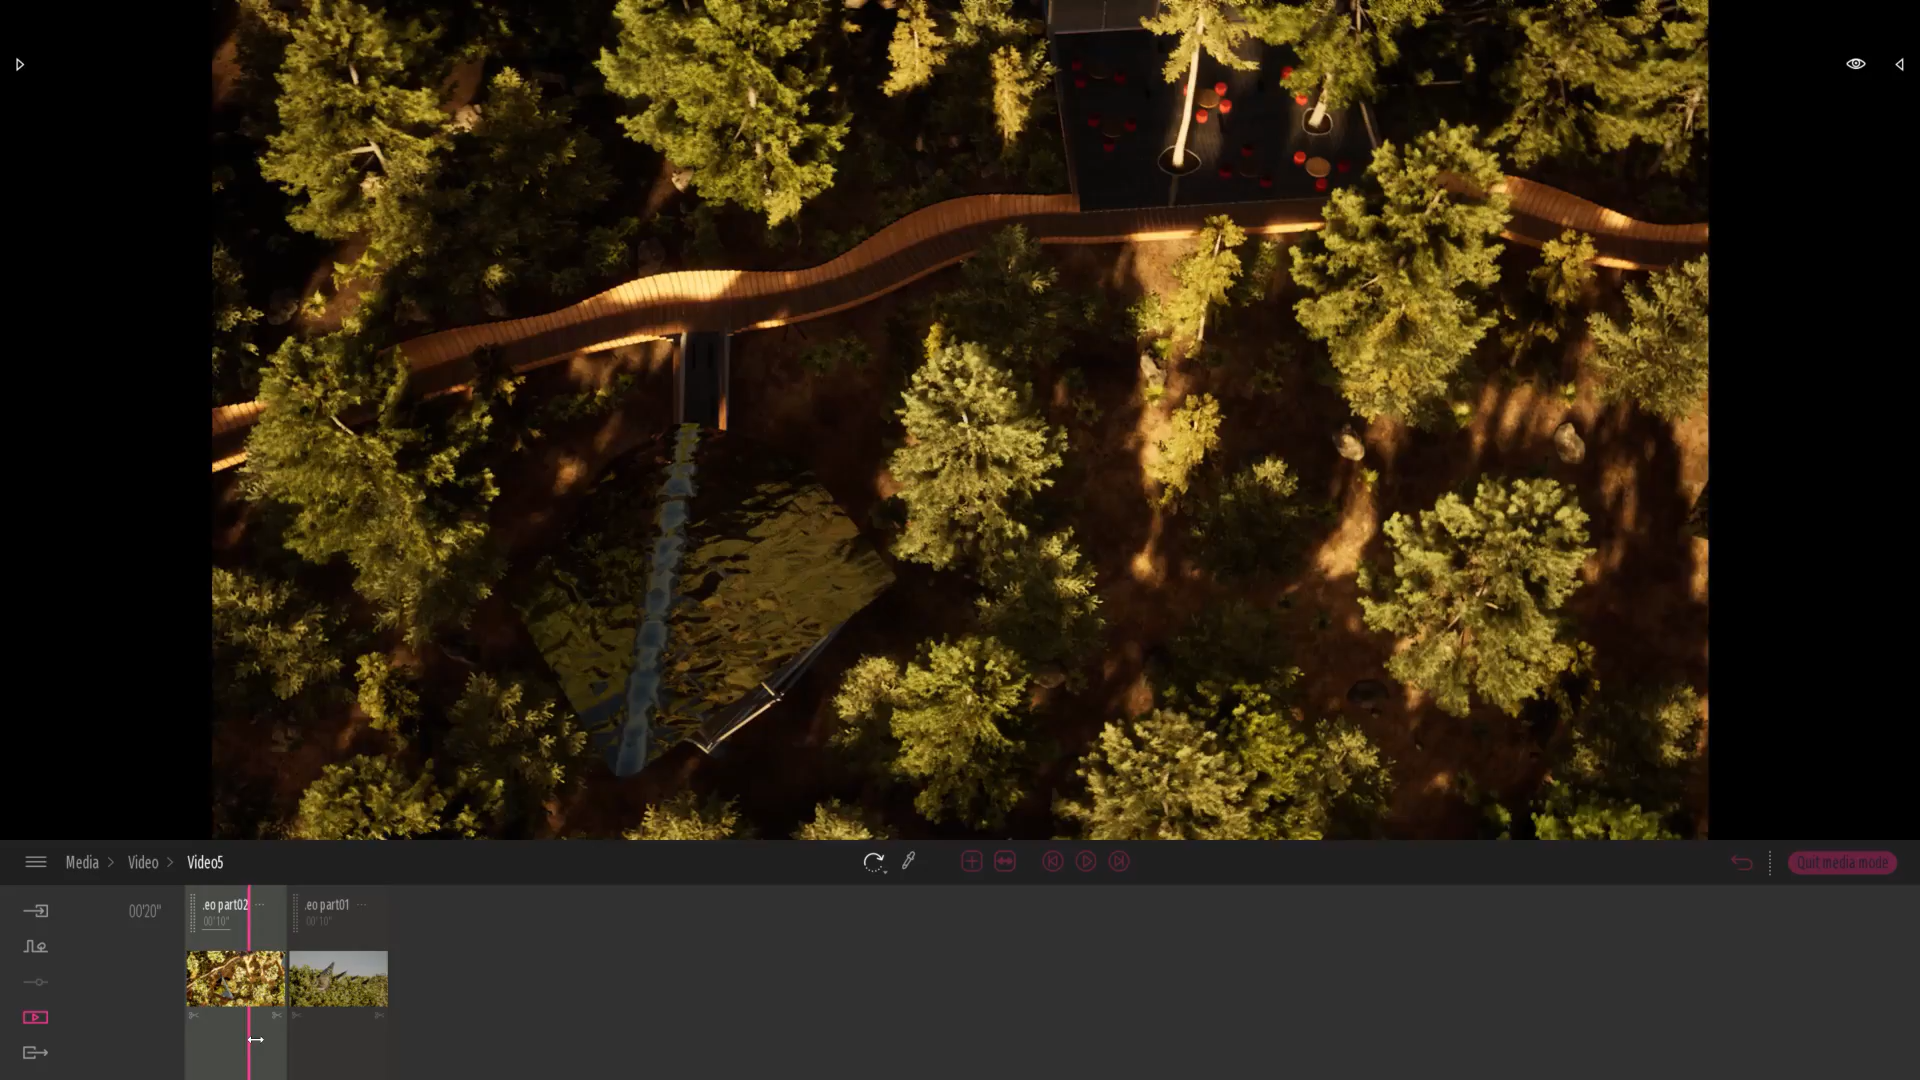 Media > Video > Video5
Quit media mode
00'20"
.eo part02 ...
00'10"
.eo part01 ...
00'10"